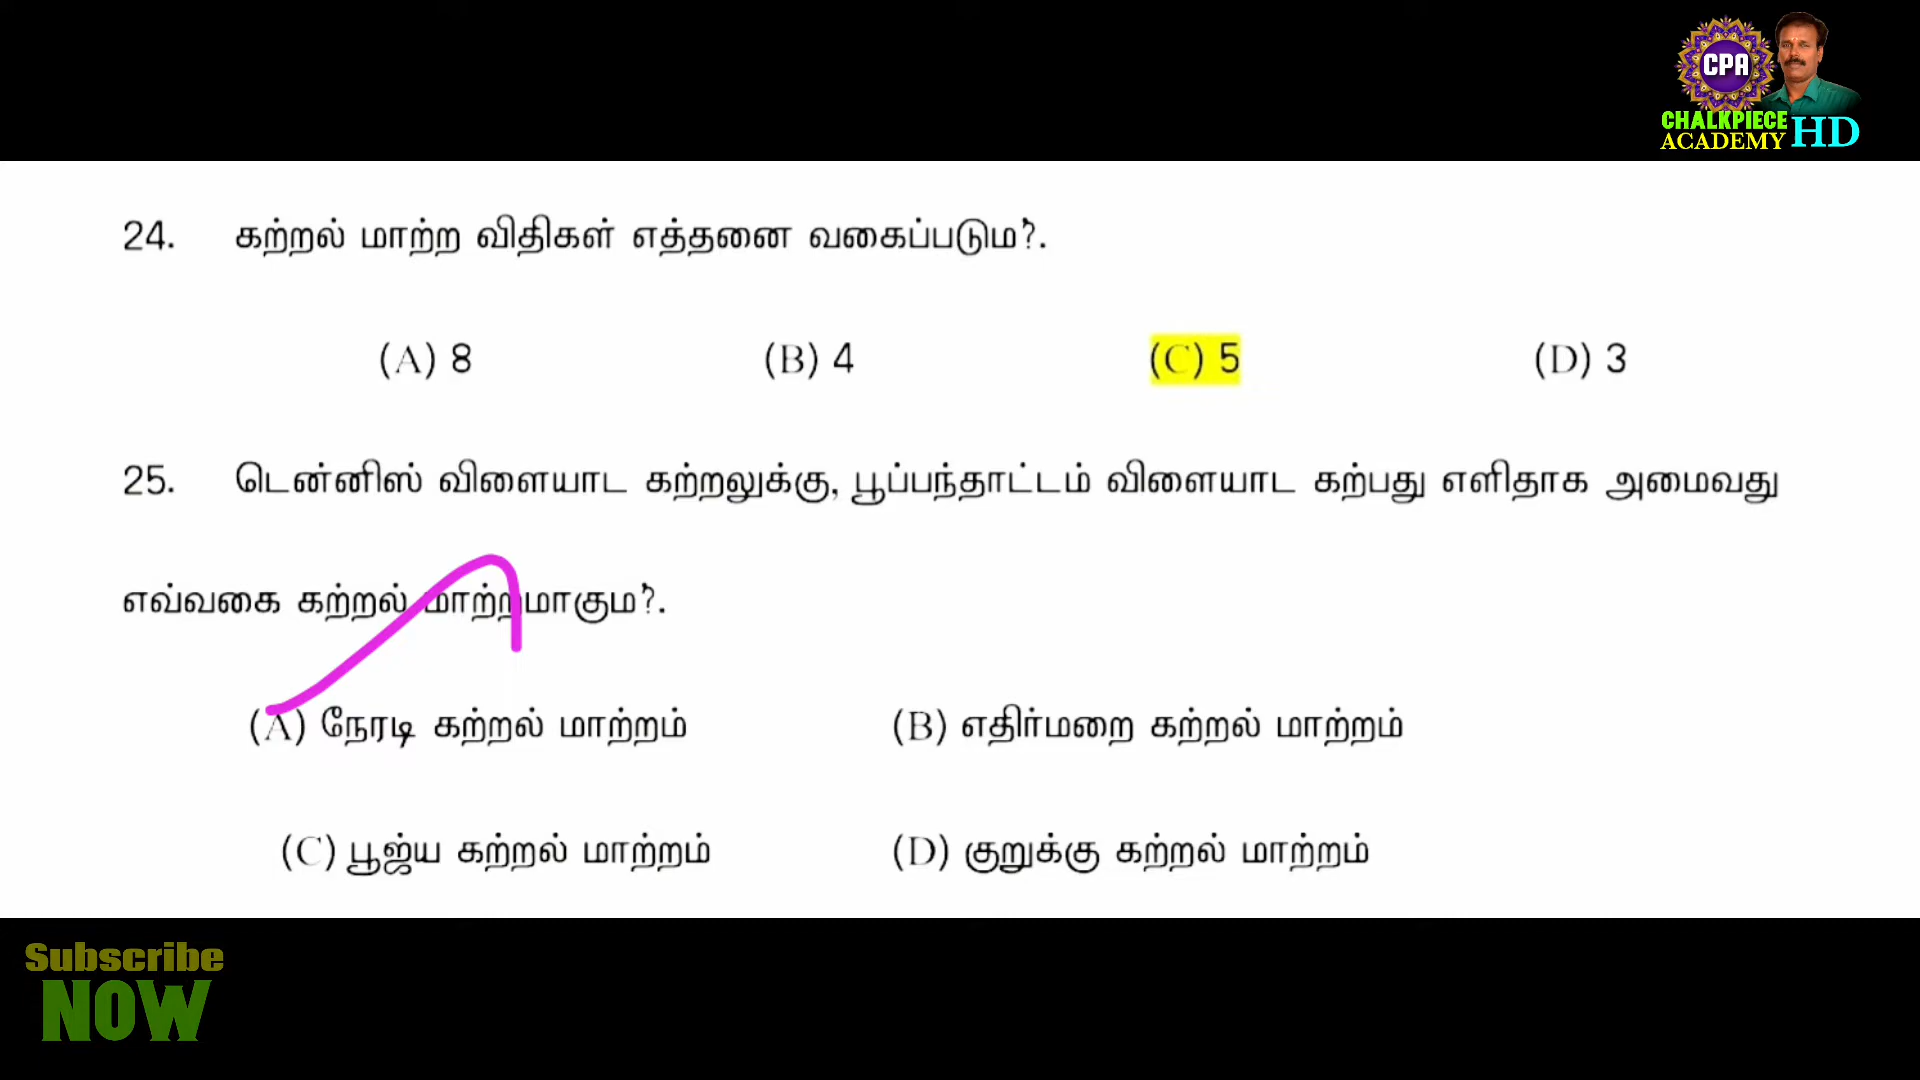 CPA
CHALKPIECE
ACADEMY HD
24. கற்றல் மாற்ற விதிகள் எத்தனை வகைப்படும?.
(A) 8 (B) 4 (C) 5 (D) 3
25. டென்னிஸ் விளையாட கற்றலுக்கு, பூப்பந்தாட்டம் விளையாட கற்பது எளிதாக அமைவது
எவ்வகை கற்றல் மாற்றமாகும?.
(A) நேரடி கற்றல் மாற்றம் (B) எதிர்மறை கற்றல் மாற்றம்
(C) பூஜ்ய கற்றல் மாற்றம் (D) குறுக்கு கற்றல் மாற்றம்
Subscribe
NOW